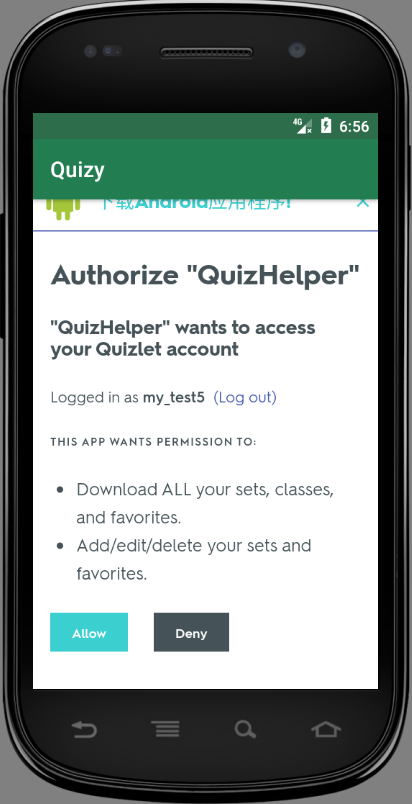 4G 6:56
Quizy
下载Android应用程序!
Authorize "QuizHelper"
"QuizHelper" wants to access
your Quizlet account
Logged in as my_test5 (Log out)
THIS APP WANTS PERMISSION TO:
Download ALL your sets, classes,
and favorites.
Add/edit/delete your sets and
favorites.
Allow Deny